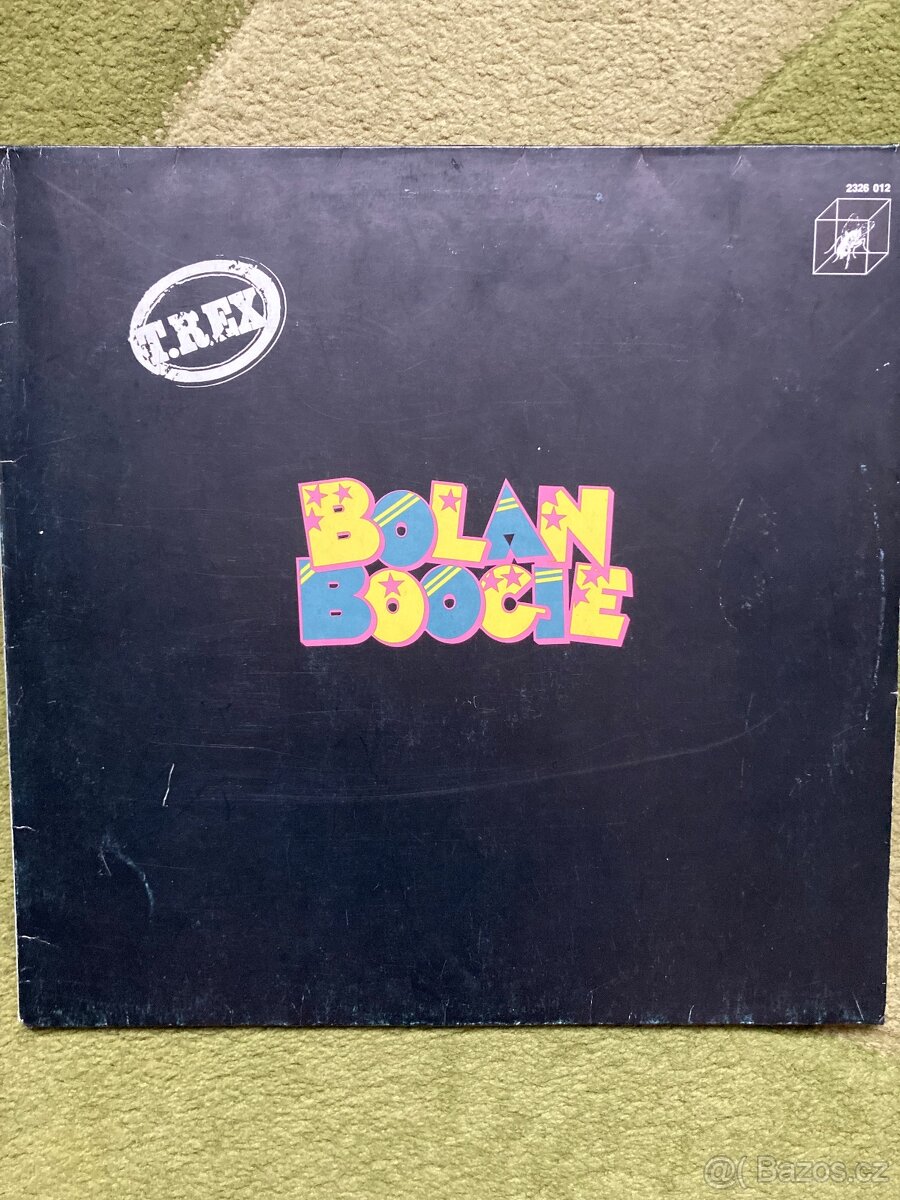 2326 012
T.REX
BOLAN
BOOGIE
@( Bazos.cz